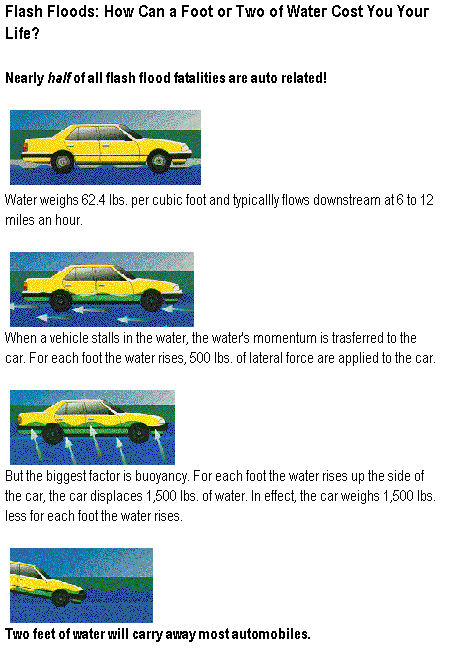 Flash Floods: How Can a Foot or Two of Water Cost You Your
Life?
Nearly half of all flash flood fatalities are auto related!
Water weighs 62.4 lbs. per cubic foot and typicallly flows downstream at 6 to 12
miles an hour.
When a vehicle stalls in the water, the water's momentum is trasferred to the
car. For each foot the water rises, 500 lbs. of lateral force are applied to the car.
But the biggest factor is buoyancy. For each foot the water rises up the side of
the car, the car displaces 1,500 lbs. of water. In effect, the car weighs 1,500 lbs.
less for each foot the water rises.
Two feet of water will carry away most automobiles.